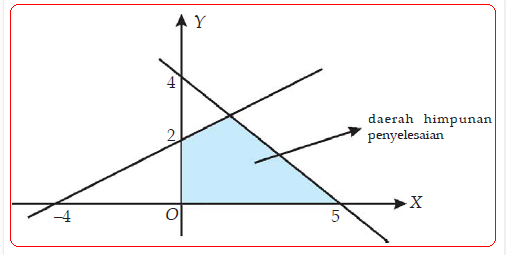 Y
4
2
daerah himpunan
penyelesaian
–4
O
5
X